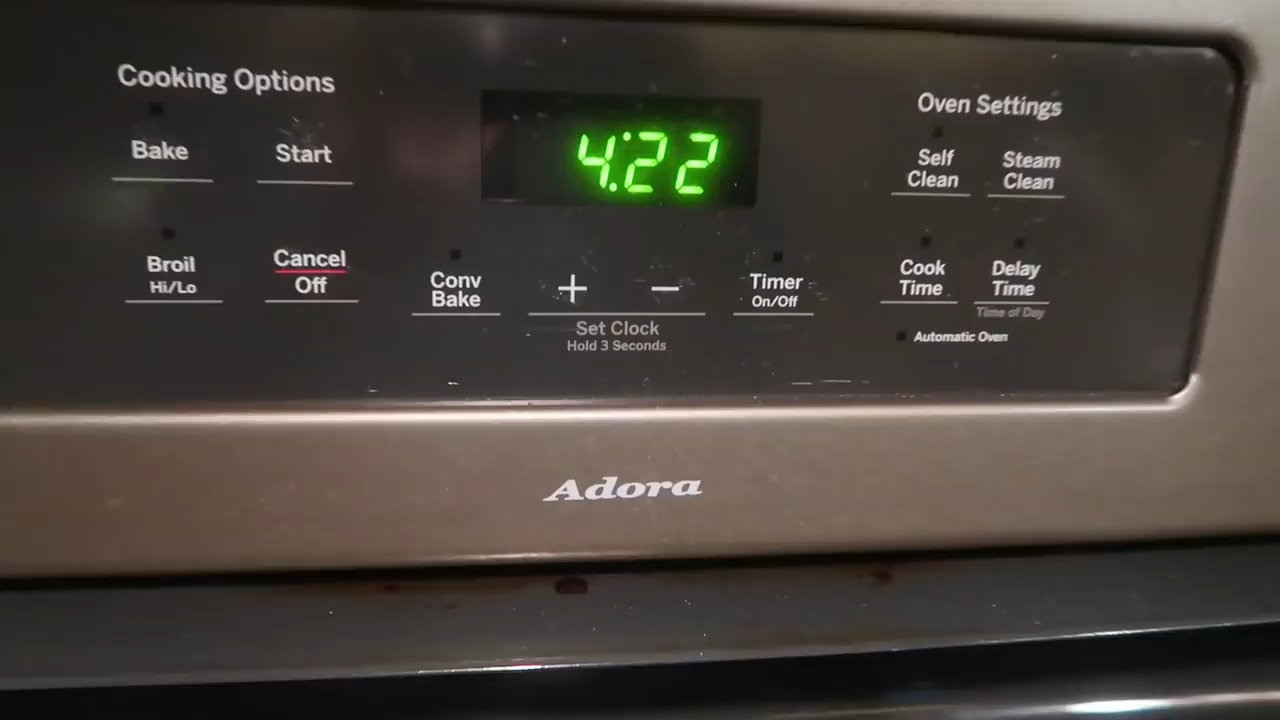 Cooking Options
Bake
Start
Broil
Hi/Lo
Cancel
Off
4:22
Conv
Bake
+
−
Set Clock
Hold 3 Seconds
Timer
On/Off
Oven Settings
Self
Clean
Steam
Clean
Cook
Time
Delay
Time
Time of Day
Automatic Oven
Adora